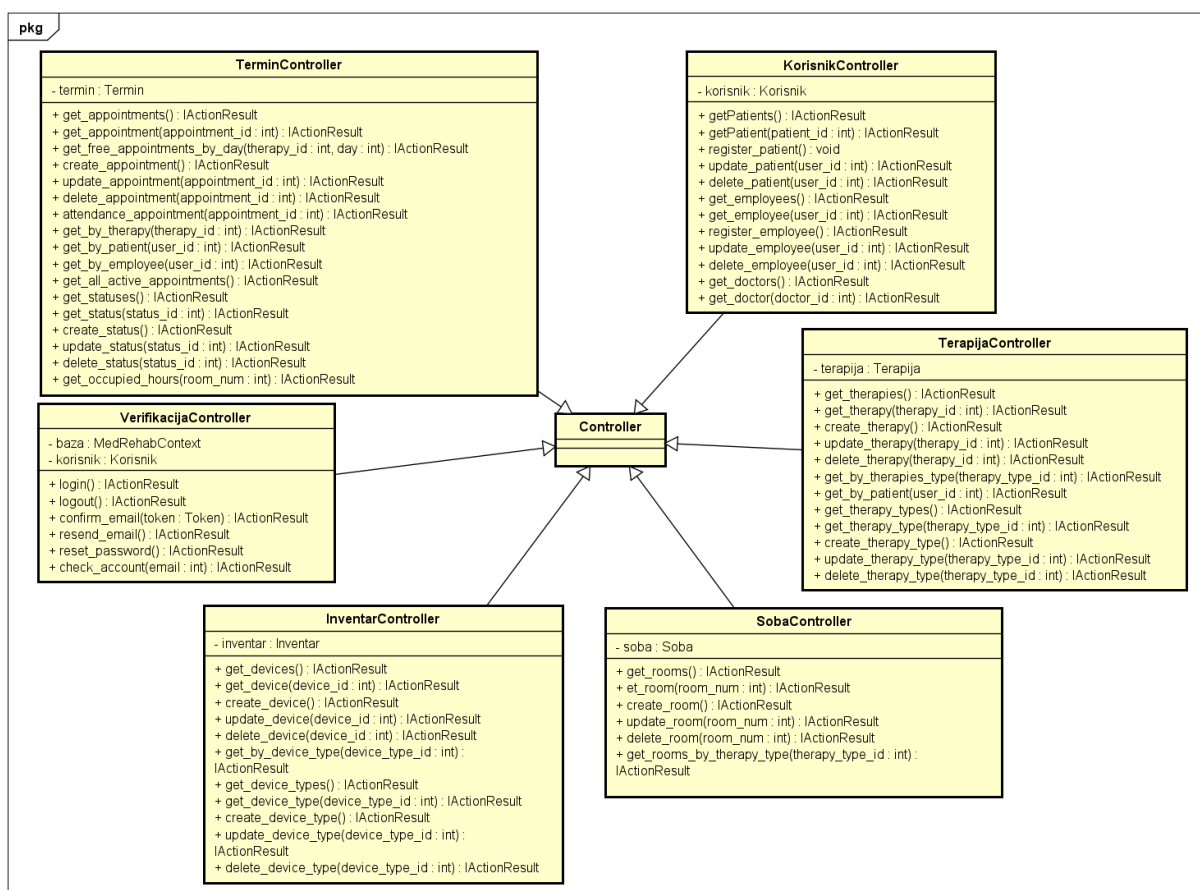 pkg
TerminController
- termin : Termin
+ get_appointments() : IActionResult
+ get_appointment(appointment_id : int) : IActionResult
+ get_free_appointments_by_day(therapy_id : int, day : int) : IActionResult
+ create_appointment() : IActionResult
+ update_appointment(appointment_id : int) : IActionResult
+ delete_appointment(appointment_id : int) : IActionResult
+ attendance_appointment(appointment_id : int) : IActionResult
+ get_by_therapy(therapy_id : int) : IActionResult
+ get_by_patient(user_id : int) : IActionResult
+ get_by_employee(user_id : int) : IActionResult
+ get_all_active_appointments() : IActionResult
+ get_statuses() : IActionResult
+ get_status(status_id : int) : IActionResult
+ create_status() : IActionResult
+ update_status(status_id : int) : IActionResult
+ delete_status(status_id : int) : IActionResult
+ get_occupied_hours(room_num : int) : IActionResult
KorisnikController
- korisnik : Korisnik
+ getPatients() : IActionResult
+ getPatient(patient_id : int) : IActionResult
+ register_patient() : void
+ update_patient(user_id : int) : IActionResult
+ delete_patient(user_id : int) : IActionResult
+ get_employees() : IActionResult
+ get_employee(user_id : int) : IActionResult
+ register_employee() : IActionResult
+ update_employee(user_id : int) : IActionResult
+ delete_employee(user_id : int) : IActionResult
+ get_doctors() : IActionResult
+ get_doctor(doctor_id : int) : IActionResult
TerapijaController
- terapija : Terapija
+ get_therapies() : IActionResult
+ get_therapy(therapy_id : int) : IActionResult
+ create_therapy() : IActionResult
+ update_therapy(therapy_id : int) : IActionResult
+ delete_therapy(therapy_id : int) : IActionResult
+ get_by_therapies_type(therapy_type_id : int) : IActionResult
+ get_by_patient(user_id : int) : IActionResult
+ get_therapy_types() : IActionResult
+ get_therapy_type(therapy_type_id : int) : IActionResult
+ create_therapy_type() : IActionResult
+ update_therapy_type(therapy_type_id : int) : IActionResult
+ delete_therapy_type(therapy_type_id : int) : IActionResult
VerifikacijaController
- baza : MedRehabContext
- korisnik : Korisnik
+ login() : IActionResult
+ logout() : IActionResult
+ confirm_email(token : Token) : IActionResult
+ resend_email() : IActionResult
+ reset_password() : IActionResult
+ check_account(email : int) : IActionResult
Controller
InventarController
- inventar : Inventar
+ get_devices() : IActionResult
+ get_device(device_id : int) : IActionResult
+ create_device() : IActionResult
+ update_device(device_id : int) : IActionResult
+ delete_device(device_id : int) : IActionResult
+ get_by_device_type(device_type_id : int) :
IActionResult
+ get_device_types() : IActionResult
+ get_device_type(device_type_id : int) : IActionResult
+ create_device_type() : IActionResult
+ update_device_type(device_type_id : int) :
IActionResult
+ delete_device_type(device_type_id : int) : IActionResult
SobaController
- soba : Soba
+ get_rooms() : IActionResult
+ et_room(room_num : int) : IActionResult
+ create_room() : IActionResult
+ update_room(room_num : int) : IActionResult
+ delete_room(room_num : int) : IActionResult
+ get_rooms_by_therapy_type(therapy_type_id : int) :
IActionResult